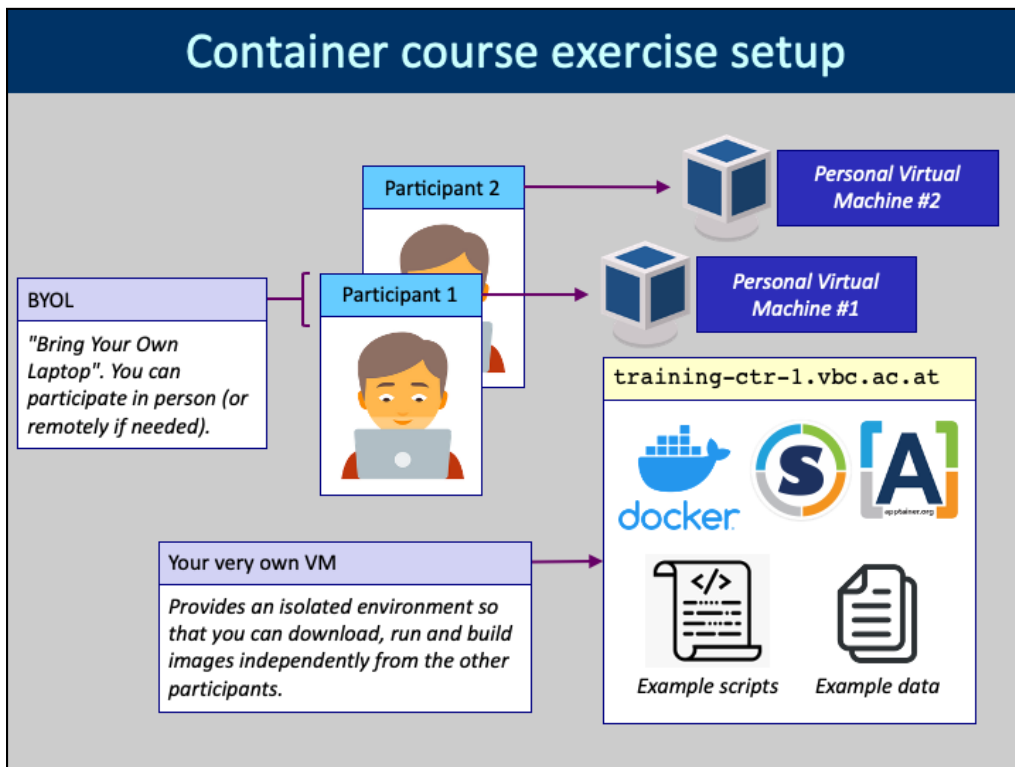 Container course exercise setup
Participant 2
Personal Virtual
Machine #2
Participant 1
Personal Virtual
Machine #1
BYOL
"Bring Your Own
Laptop". You can
participate in person (or
remotely if needed).
training-ctr-1.vbc.ac.at
docker
S
A
apptainer.org
Your very own VM
Provides an isolated environment so
that you can download, run and build
images independently from the other
participants.
</>
Example scripts
Example data